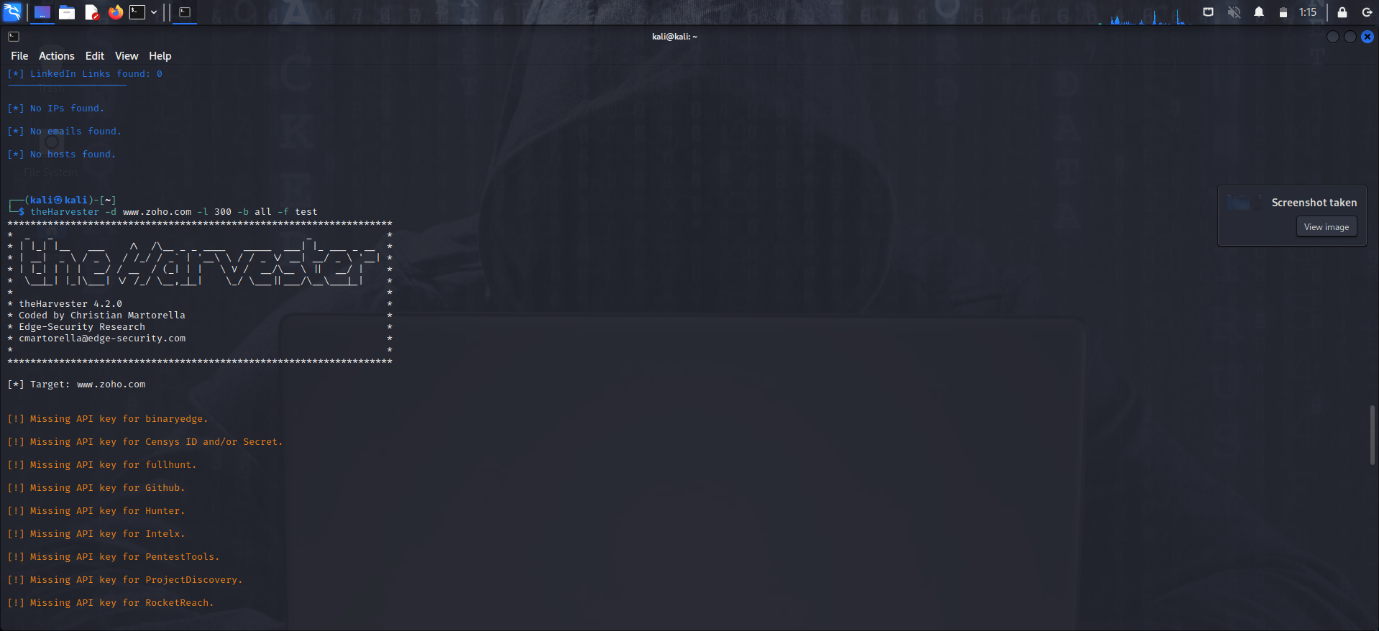 1:15
kali@kali: ~
File Actions Edit View Help
[*] LinkedIn Links found: 0
[*] No IPs found.
[*] No emails found.
[*] No hosts found.
File System
┌──(kali㉿kali)-[~]
└─$ theHarvester -d www.zoho.com -l 300 -b all -f test
Screenshot taken
View image
*******************************************************************
theHarvester
* theHarvester 4.2.0 *
* Coded by Christian Martorella *
* Edge-Security Research *
* cmartorella@edge-security.com *
* *
*******************************************************************
[*] Target: www.zoho.com
[!] Missing API key for binaryedge.
[!] Missing API key for Censys ID and/or Secret.
[!] Missing API key for fullhunt.
[!] Missing API key for Github.
[!] Missing API key for Hunter.
[!] Missing API key for Intelx.
[!] Missing API key for PentestTools.
[!] Missing API key for ProjectDiscovery.
[!] Missing API key for RocketReach.